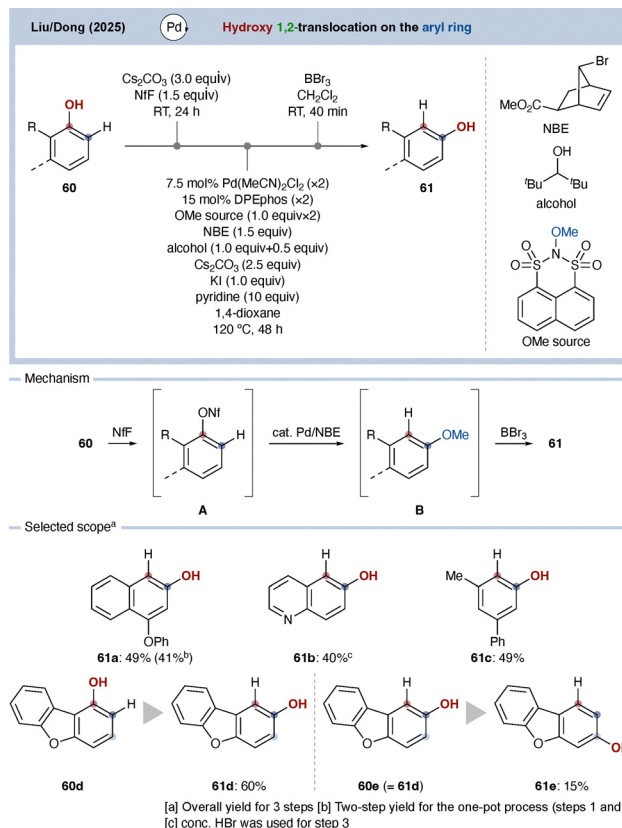 Liu/Dong (2025)
Pd
Hydroxy 1,2-translocation on the aryl ring
Cs2CO3 (3.0 equiv)
NfF (1.5 equiv)
RT, 24 h
BBr3
CH2Cl2
RT, 40 min
OH
R
H
60
H
R
OH
61
7.5 mol% Pd(MeCN)2Cl2 (×2)
15 mol% DPEphos (×2)
OMe source (1.0 equiv×2)
NBE (1.5 equiv)
alcohol (1.0 equiv+0.5 equiv)
Cs2CO3 (2.5 equiv)
KI (1.0 equiv)
pyridine (10 equiv)
1,4-dioxane
120 ºC, 48 h
Br
MeO2C
NBE
OH
tBu tBu
alcohol
OMe
O N O
S S
O O
OMe source
Mechanism
60
NfF
ONf
R
H
A
cat. Pd/NBE
H
R
OMe
B
BBr3
61
Selected scopea
H
OH
OPh
61a: 49% (41%b)
H
OH
N
61b: 40%c
H
Me
OH
Ph
61c: 49%
OH
H
O
60d
H
OH
O
61d: 60%
H
OH
O
60e (= 61d)
H
O
61e: 15%
[a] Overall yield for 3 steps [b] Two-step yield for the one-pot process (steps 1 and
[c] conc. HBr was used for step 3